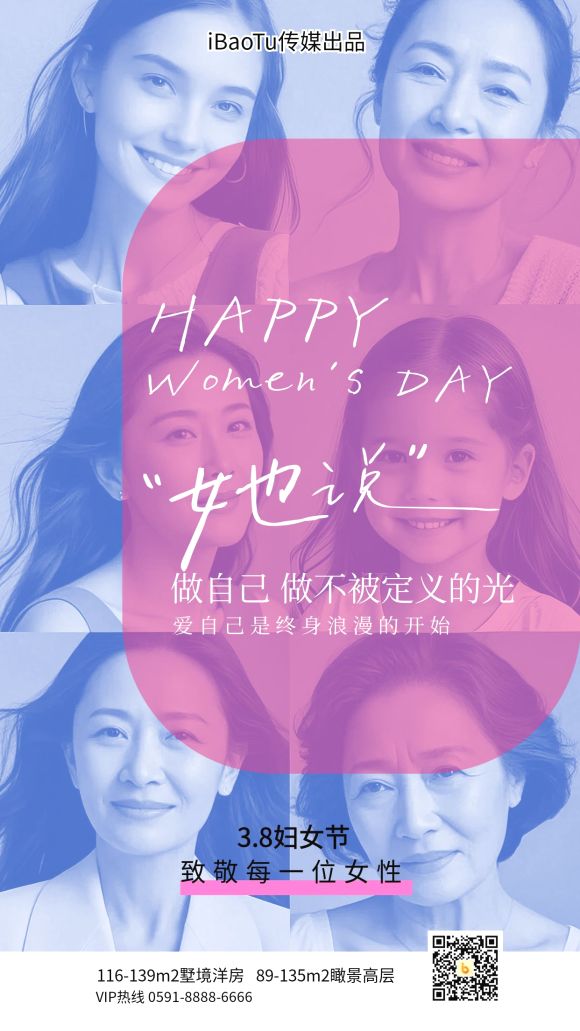 iBaoTu传媒出品
HAPPY
Women's DAY
“她说”
做自己 做不被定义的光
爱自己是终身浪漫的开始
3.8妇女节
致敬每一位女性
116-139m2墅境洋房 89-135m2瞰景高层
VIP热线 0591-8888-6666